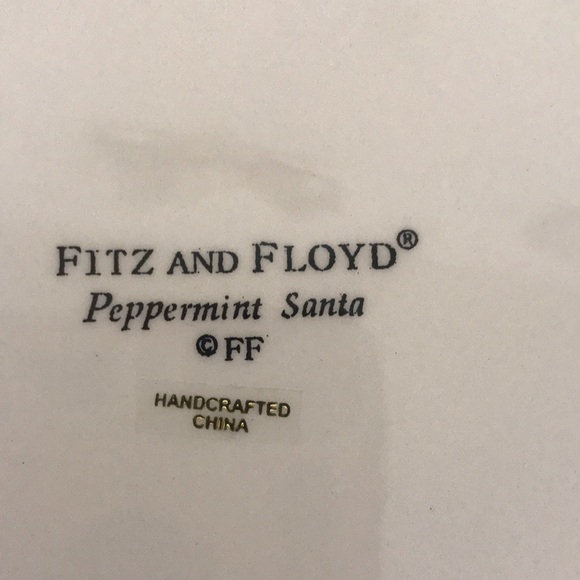 FITZ AND FLOYD®
Peppermint Santa
©FF
HANDCRAFTED
CHINA